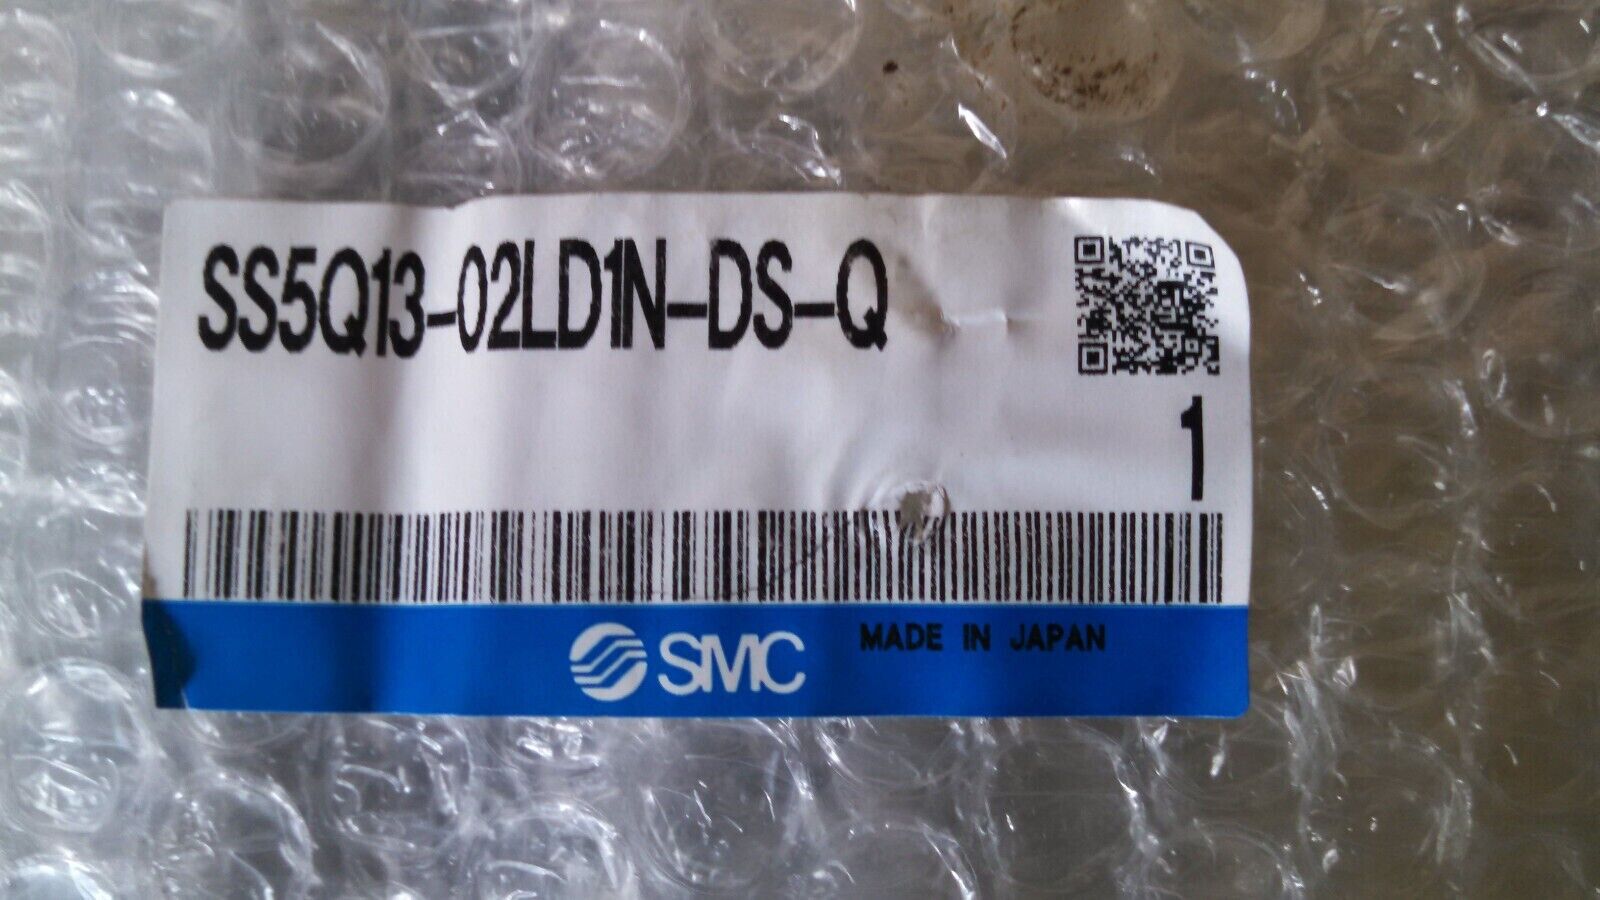 SS5Q13-02LD1N-DS-Q
1
SMC
MADE IN JAPAN